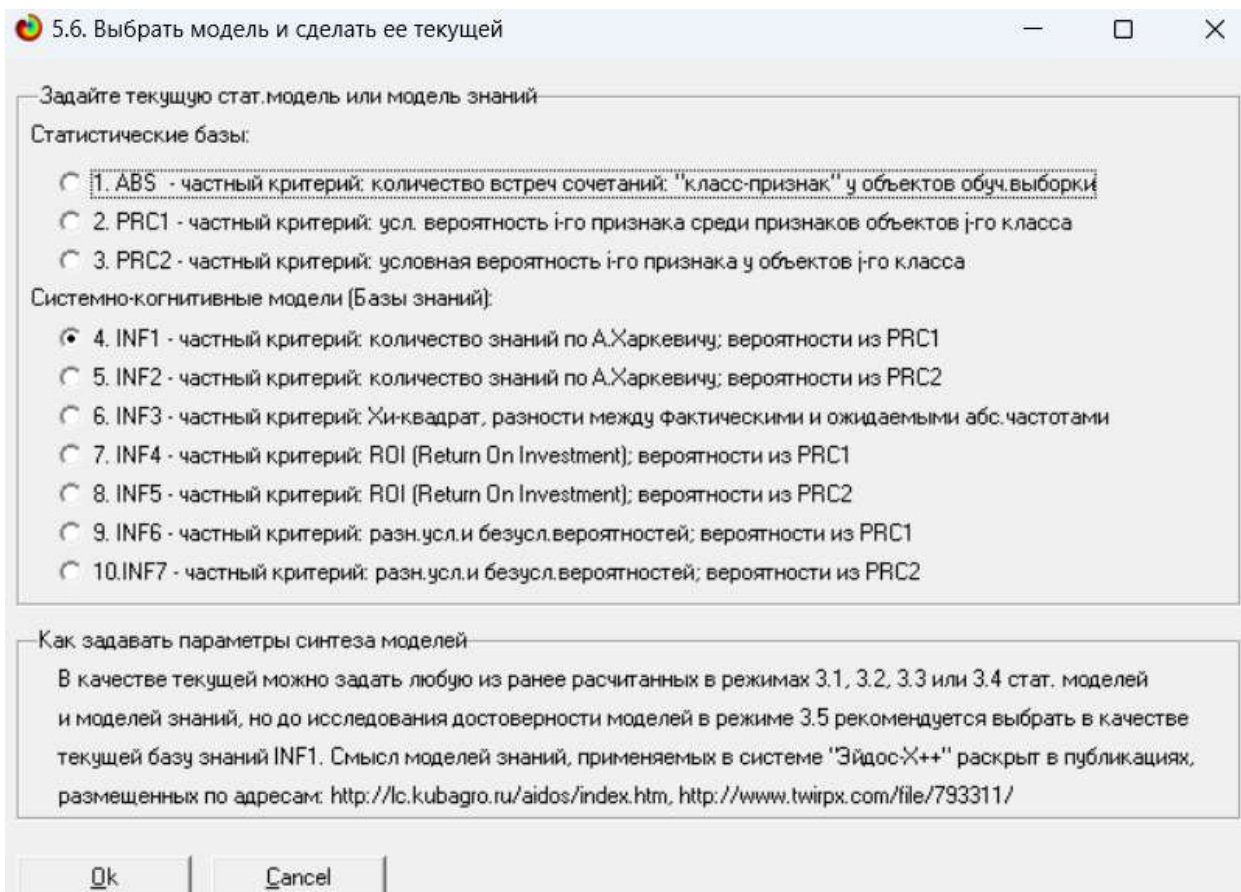 5.6. Выбрать модель и сделать ее текущей
Задайте текущую стат.модель или модель знаний
Статистические базы:
1. ABS - частный критерий: количество встреч сочетаний: "класс-признак" у объектов обуч.выборки
2. PRC1 - частный критерий: усл. вероятность i-го признака среди признаков объектов j-го класса
3. PRC2 - частный критерий: условная вероятность i-го признака у объектов j-го класса
Системно-когнитивные модели (Базы знаний):
4. INF1 - частный критерий: количество знаний по А.Харкевичу; вероятности из PRC1
5. INF2 - частный критерий: количество знаний по А.Харкевичу; вероятности из PRC2
6. INF3 - частный критерий: Хи-квадрат, разности между фактическими и ожидаемыми абс.частотами
7. INF4 - частный критерий: ROI (Return On Investment); вероятности из PRC1
8. INF5 - частный критерий: ROI (Return On Investment); вероятности из PRC2
9. INF6 - частный критерий: разн.усл.и безусл.вероятностей; вероятности из PRC1
10.INF7 - частный критерий: разн.усл.и безусл.вероятностей; вероятности из PRC2
Как задавать параметры синтеза моделей
В качестве текущей можно задать любую из ранее расчитанных в режимах 3.1, 3.2, 3.3 или 3.4 стат. моделей
и моделей знаний, но до исследования достоверности моделей в режиме 3.5 рекомендуется выбрать в качестве
текущей базу знаний INF1. Смысл моделей знаний, применяемых в системе "Эйдос-X++" раскрыт в публикациях,
размещенных по адресам: http://lc.kubagro.ru/aidos/index.htm, http://www.twirpx.com/file/793311/
Ok Cancel